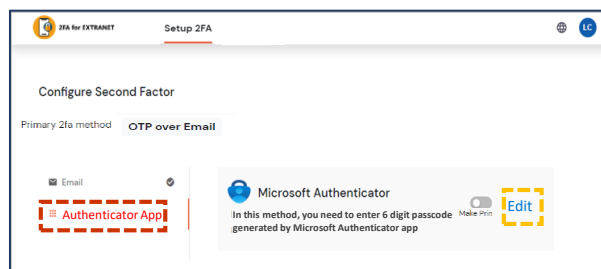 2FA for EXTRANET
Setup 2FA
LC
Configure Second Factor
Primary 2fa method OTP over Email
Email
Authenticator App
Microsoft Authenticator
In this method, you need to enter 6 digit passcode
generated by Microsoft Authenticator app
Make Prin
Edit